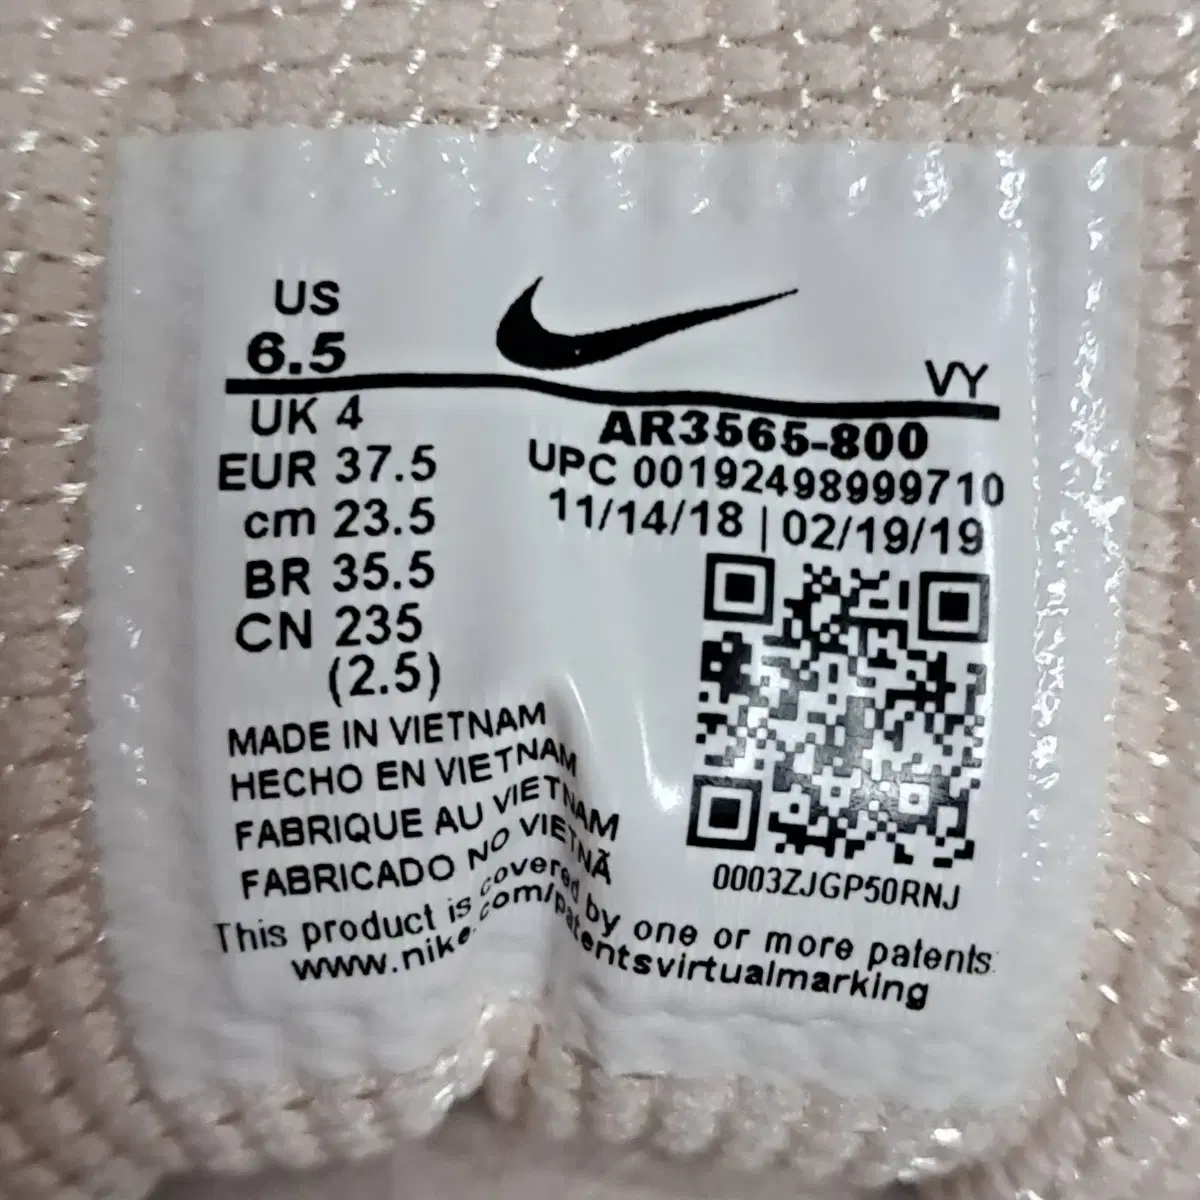 US
6.5
VY
UK 4
EUR 37.5
cm 23.5
BR 35.5
CN 235
(2.5)
AR3565-800
UPC 00192498999710
11/14/18 | 02/19/19
0003ZJGP50RNJ
MADE IN VIETNAM
HECHO EN VIETNAM
FABRIQUE AU VIETNAM
FABRICADO NO VIETNÃ
This product is covered by one or more patents.
www.nike.com/patentsvirtualmarking